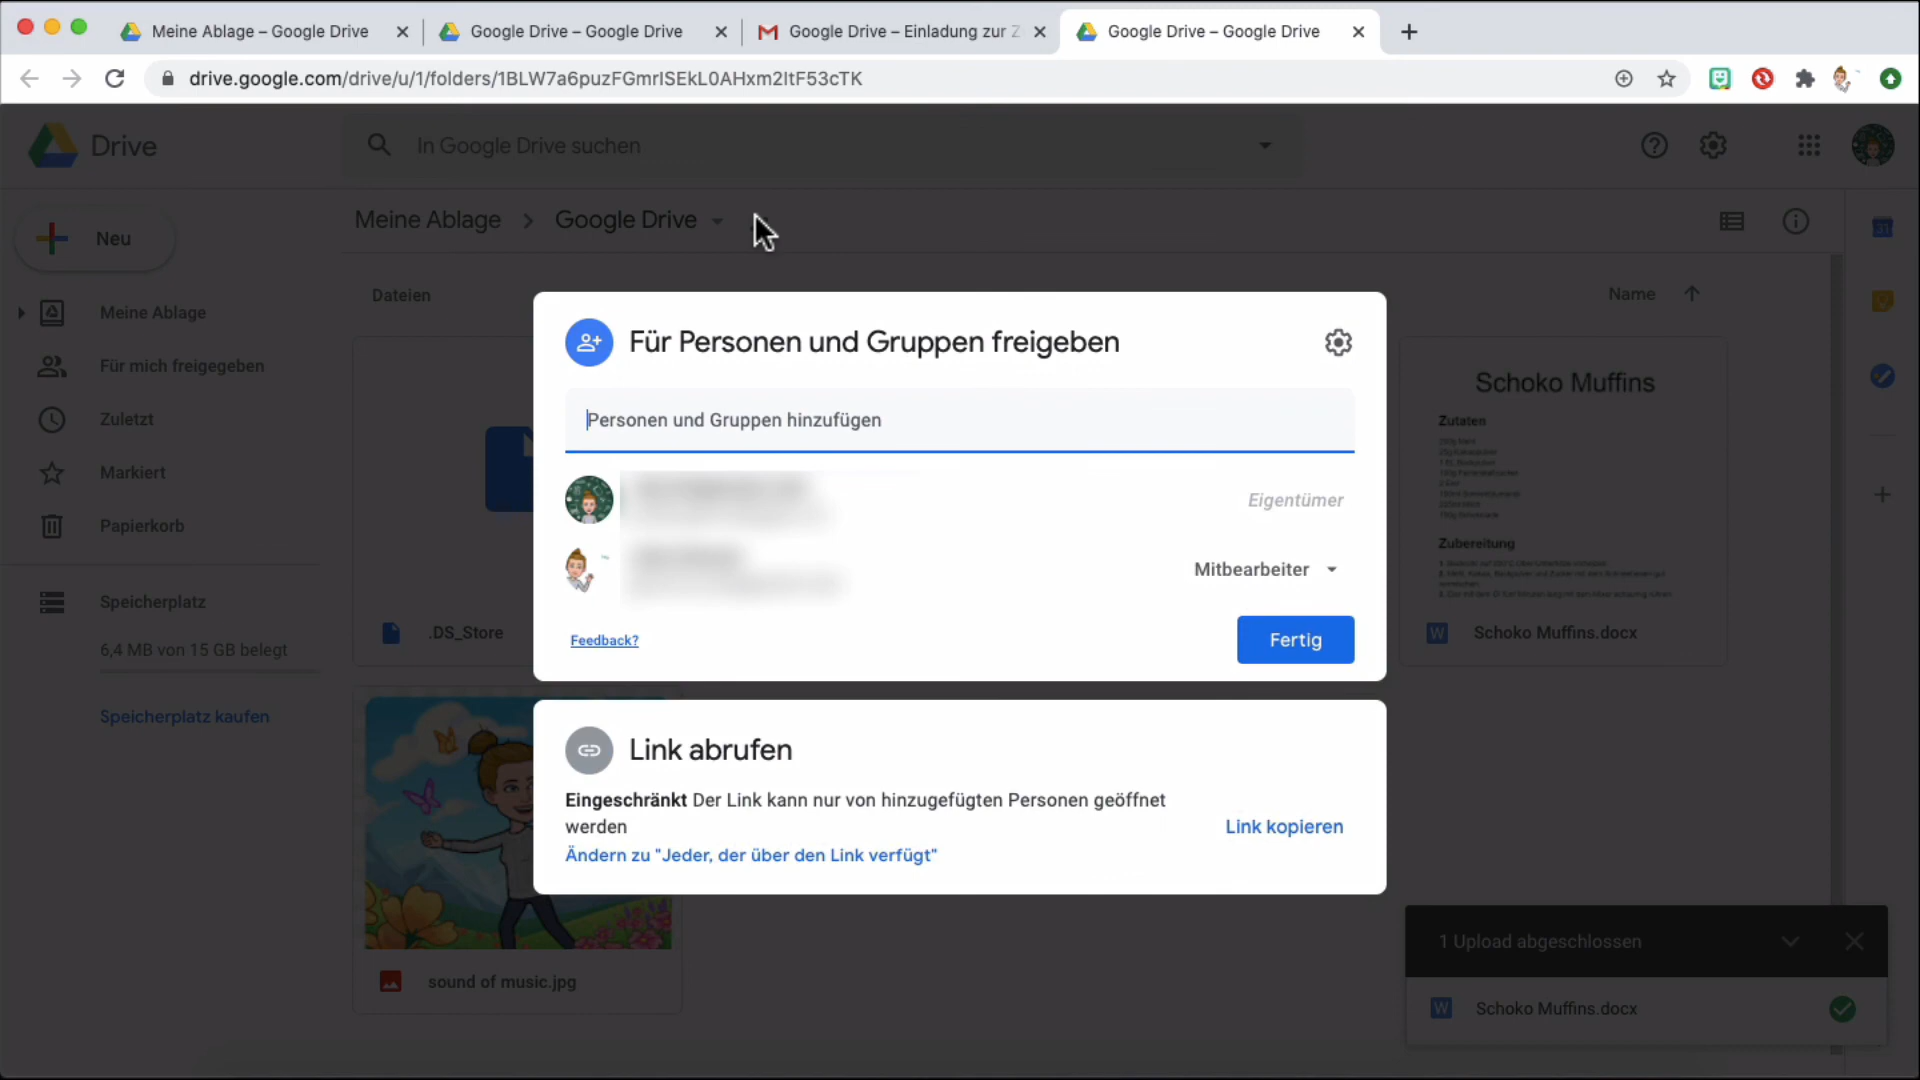 Meine Ablage – Google Drive
Google Drive – Google Drive
Google Drive – Einladung zur Z
Google Drive – Google Drive
drive.google.com/drive/u/1/folders/1BLW7a6puzFGmrISEkL0AHxm2ItF53cTK
Drive
In Google Drive suchen
Neu
Meine Ablage > Google Drive
Dateien
Name
Meine Ablage
Für mich freigegeben
Zuletzt
Markiert
Papierkorb
Speicherplatz
6,4 MB von 15 GB belegt
Speicherplatz kaufen
Für Personen und Gruppen freigeben
Personen und Gruppen hinzufügen
Eigentümer
Mitbearbeiter
Feedback?
Fertig
Link abrufen
Eingeschränkt Der Link kann nur von hinzugefügten Personen geöffnet
werden
Link kopieren
Ändern zu "Jeder, der über den Link verfügt"
.DS_Store
Schoko Muffins
Zutaten
Zubereitung
Schoko Muffins.docx
sound of music.jpg
1 Upload abgeschlossen
Schoko Muffins.docx